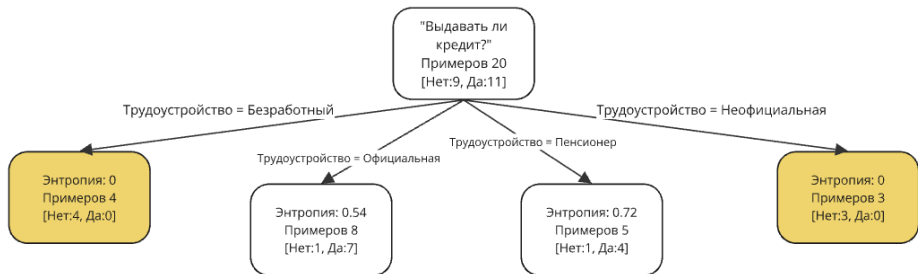 "Выдавать ли
кредит?"
Примеров 20
[Нет:9, Да:11]
Трудоустройство = Безработный
Трудоустройство = Неофициальная
Трудоустройство = Официальная
Трудоустройство = Пенсионер
Энтропия: 0
Примеров 4
[Нет:4, Да:0]
Энтропия: 0.54
Примеров 8
[Нет:1, Да:7]
Энтропия: 0.72
Примеров 5
[Нет:1, Да:4]
Энтропия: 0
Примеров 3
[Нет:3, Да:0]